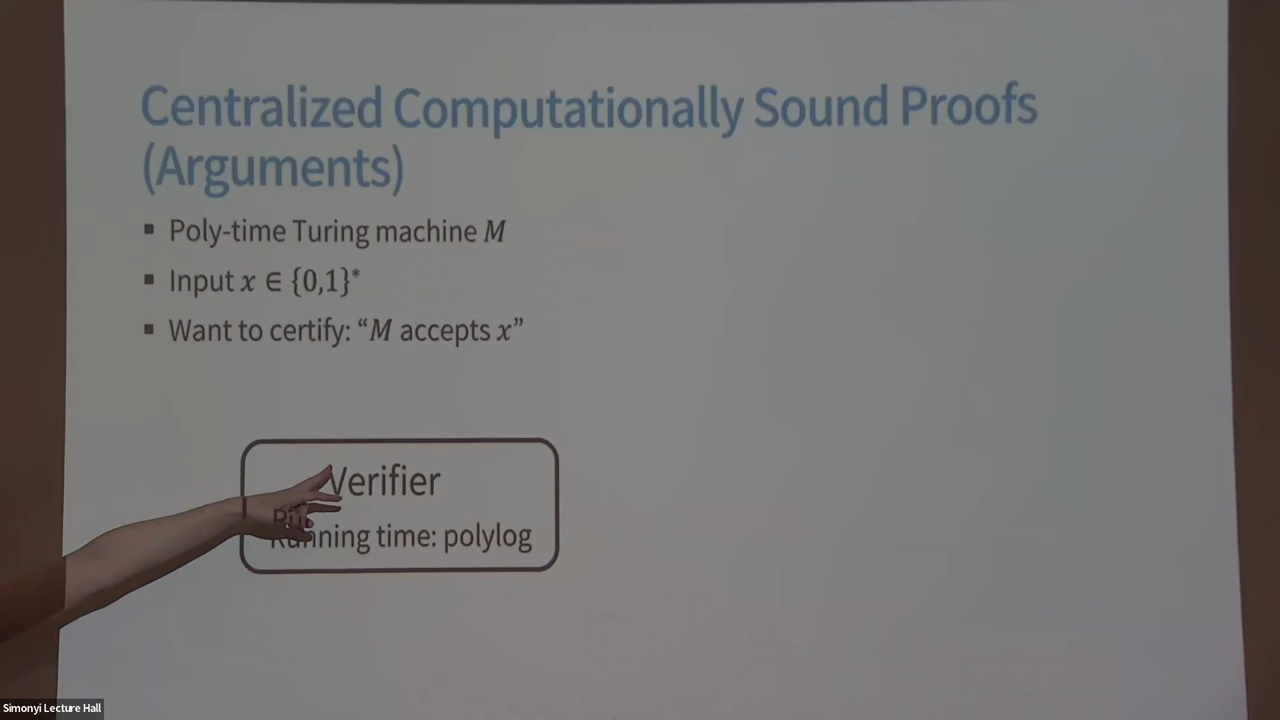 Centralized Computationally Sound Proofs
(Arguments)
▪ Poly-time Turing machine M
▪ Input x ∈ {0,1}*
▪ Want to certify: “M accepts x”
Verifier
Running time: polylog
Simonyi Lecture Hall